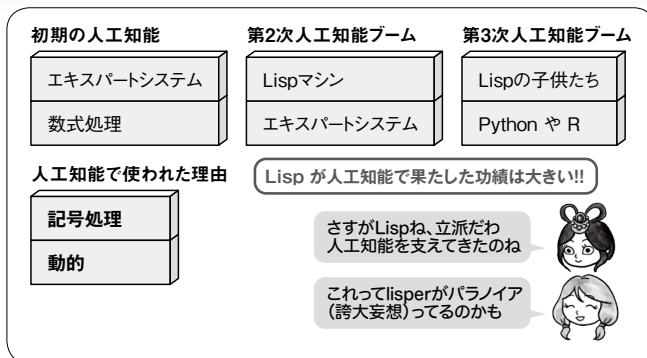 初期の人工知能
エキスパートシステム
数式処理
第2次人工知能ブーム
Lispマシン
エキスパートシステム
第3次人工知能ブーム
Lispの子供たち
Python や R
人工知能で使われた理由
記号処理
動的
Lisp が人工知能で果たした功績は大きい!!
さすがLispね、立派だわ
人工知能を支えてきたのね
これってlisperがパラノイア
(誇大妄想)ってるのかも